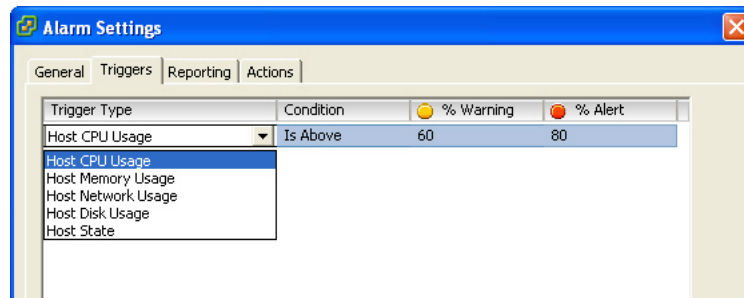 Alarm Settings
General Triggers Reporting Actions
Trigger Type Condition % Warning % Alert
Host CPU Usage Is Above 60 80
Host CPU Usage
Host Memory Usage
Host Network Usage
Host Disk Usage
Host State